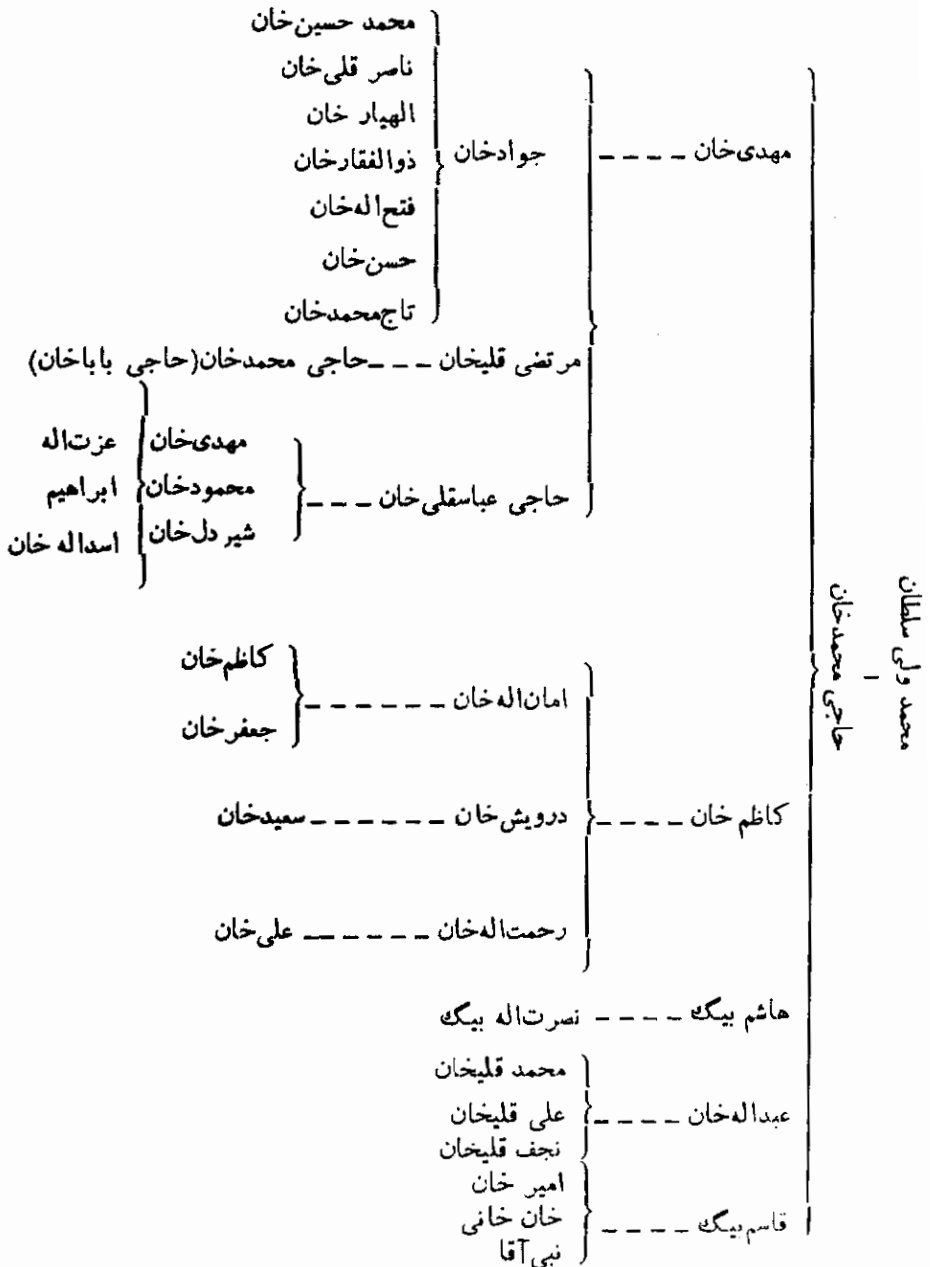 محمد ولی سلطان
حاجی محمدخان
مهدی‌خان
جوادخان
محمد حسین‌خان
ناصر قلی‌خان
الهیار خان
ذوالفقارخان
فتح‌اله‌خان
حسن‌خان
تاج‌محمدخان
مرتضی قلیخان ـ ـ ـ حاجی محمدخان(حاجی باباخان)
حاجی عباسقلی‌خان
مهدی‌خان
محمودخان
شیر دل‌خان
عزت‌اله
ابراهیم
اسداله خان
کاظم خان
امان‌اله‌خان
کاظم‌خان
جعفرخان
درویش‌خان ـ ـ ـ ـ ـ ـ سعیدخان
رحمت‌اله‌خان ـ ـ ـ ـ ـ ـ علی‌خان
هاشم بیگ ـ ـ ـ ـ نصرت‌اله بیگ
عبداله‌خان
محمد قلیخان
علی قلیخان
نجف قلیخان
قاسم‌بیگ
امیر خان
خان خانی
نبی‌آقا